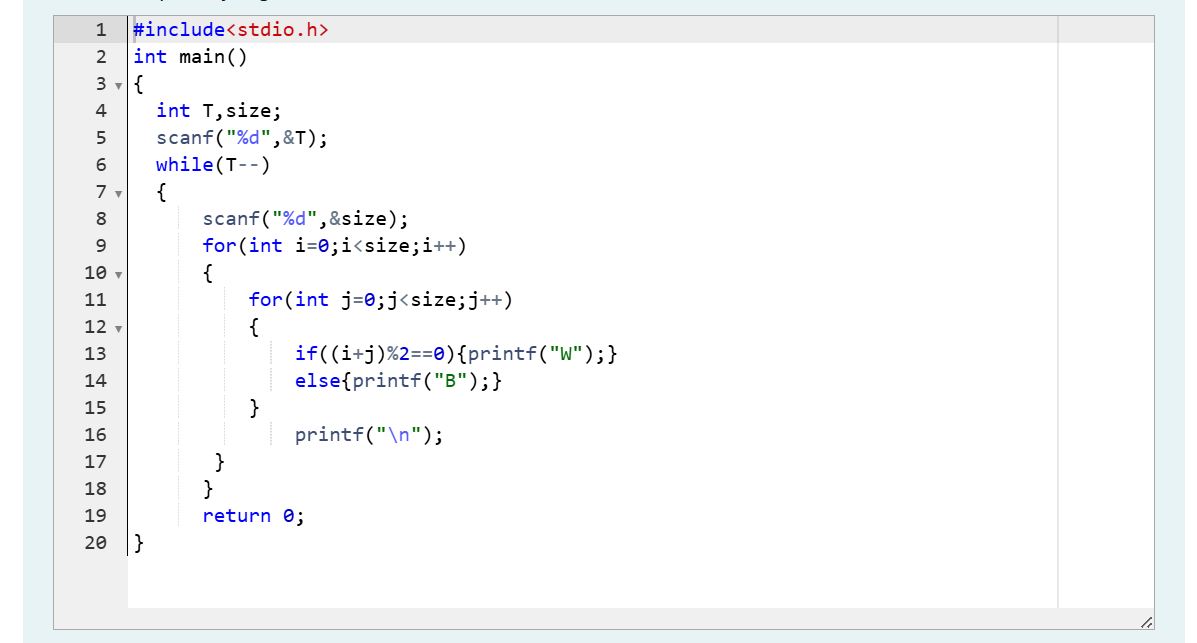 1 #include<stdio.h>
2 int main()
3 {
4 int T,size;
5 scanf("%d",&T);
6 while(T--)
7 {
8 scanf("%d",&size);
9 for(int i=0;i<size;i++)
10 {
11 for(int j=0;j<size;j++)
12 {
13 if((i+j)%2==0){printf("W");}
14 else{printf("B");}
15 }
16 printf("\n");
17 }
18 }
19 return 0;
20 }